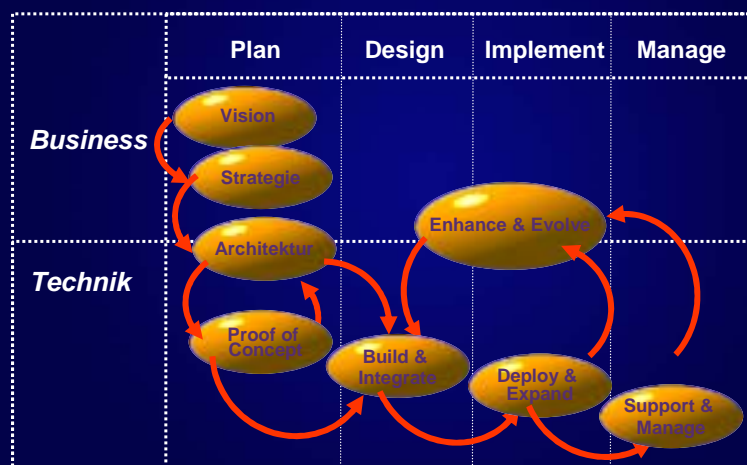 Plan Design Implement Manage
Business
Vision
Strategie
Architektur
Enhance & Evolve
Technik
Proof of
Concept
Build &
Integrate
Deploy &
Expand
Support &
Manage